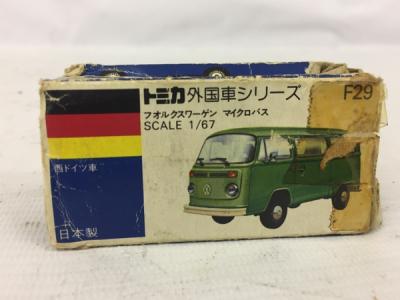 トミカ外国車シリーズ
F29
フォルクスワーゲン マイクロバス
SCALE 1/67
西ドイツ車
日本製